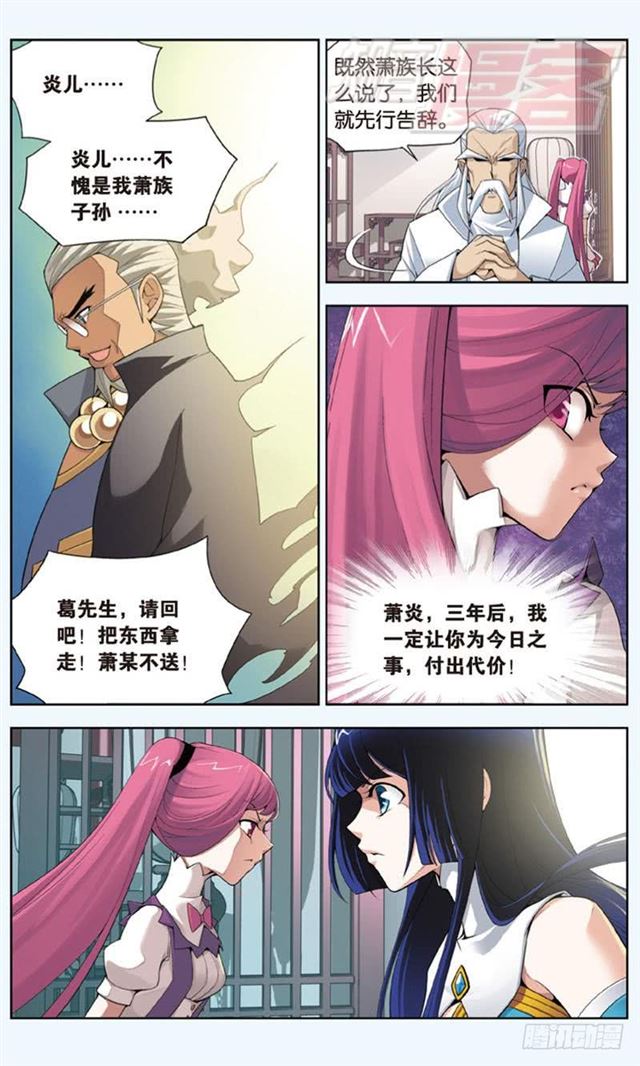 炎儿……
炎儿……不
愧是我萧族
子孙……
葛先生，请回
吧！把东西拿
走！萧某不送！
既然萧族长这
么说了，我们
就先行告辞。
萧炎，三年后，我
一定让你为今日之
事，付出代价！
腾讯动漫